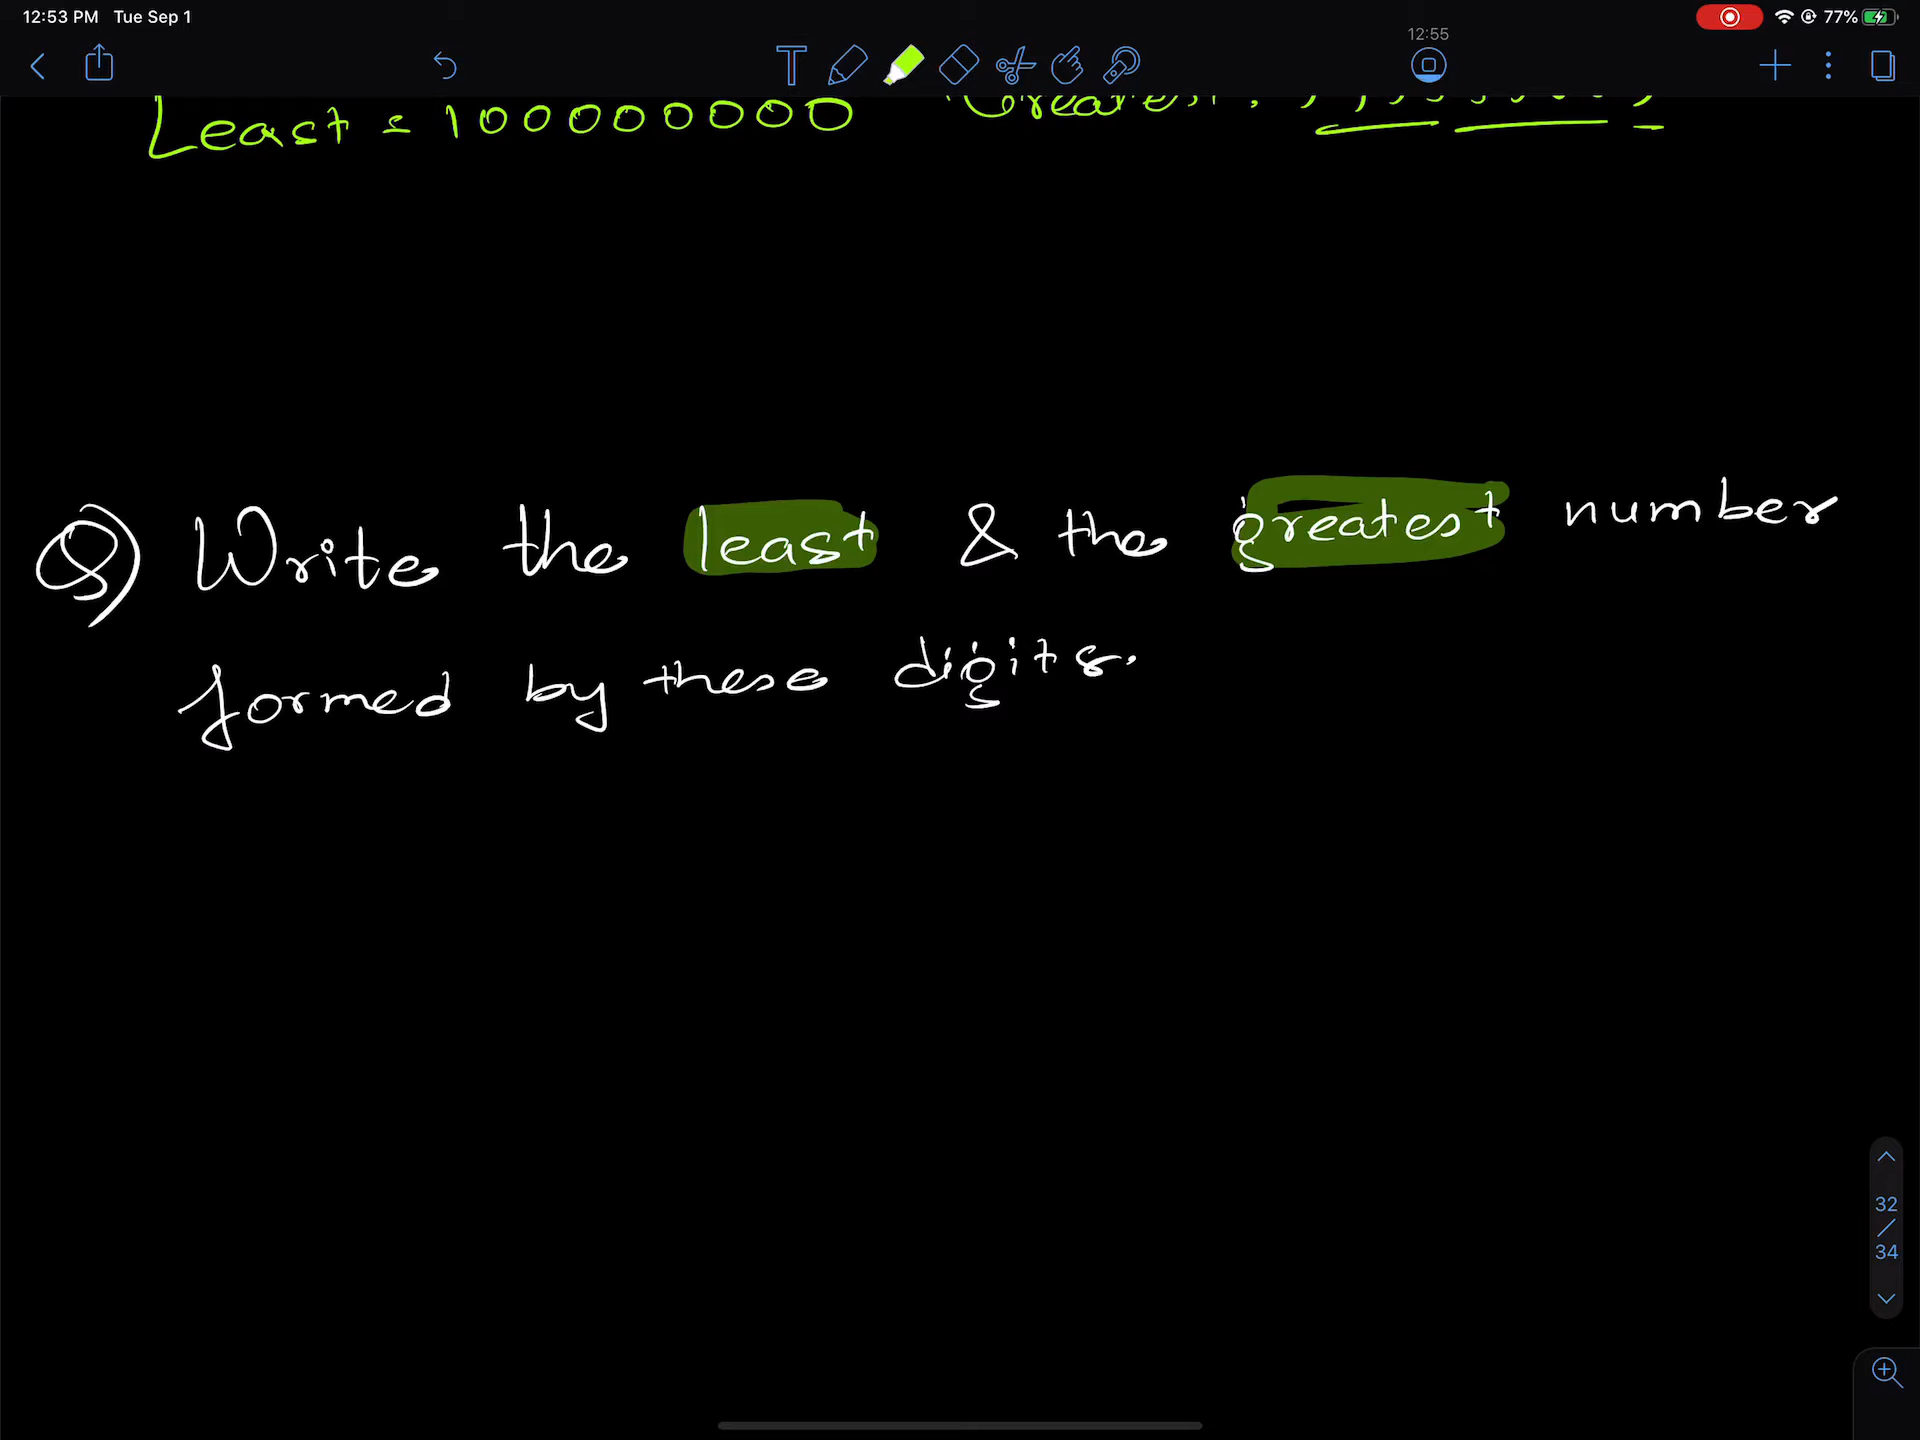 12:53 PM Tue Sep 1
77%
12:55
Least = 100000000 Greatest
Q) Write the least & the greatest number
formed by these digits.
32
34